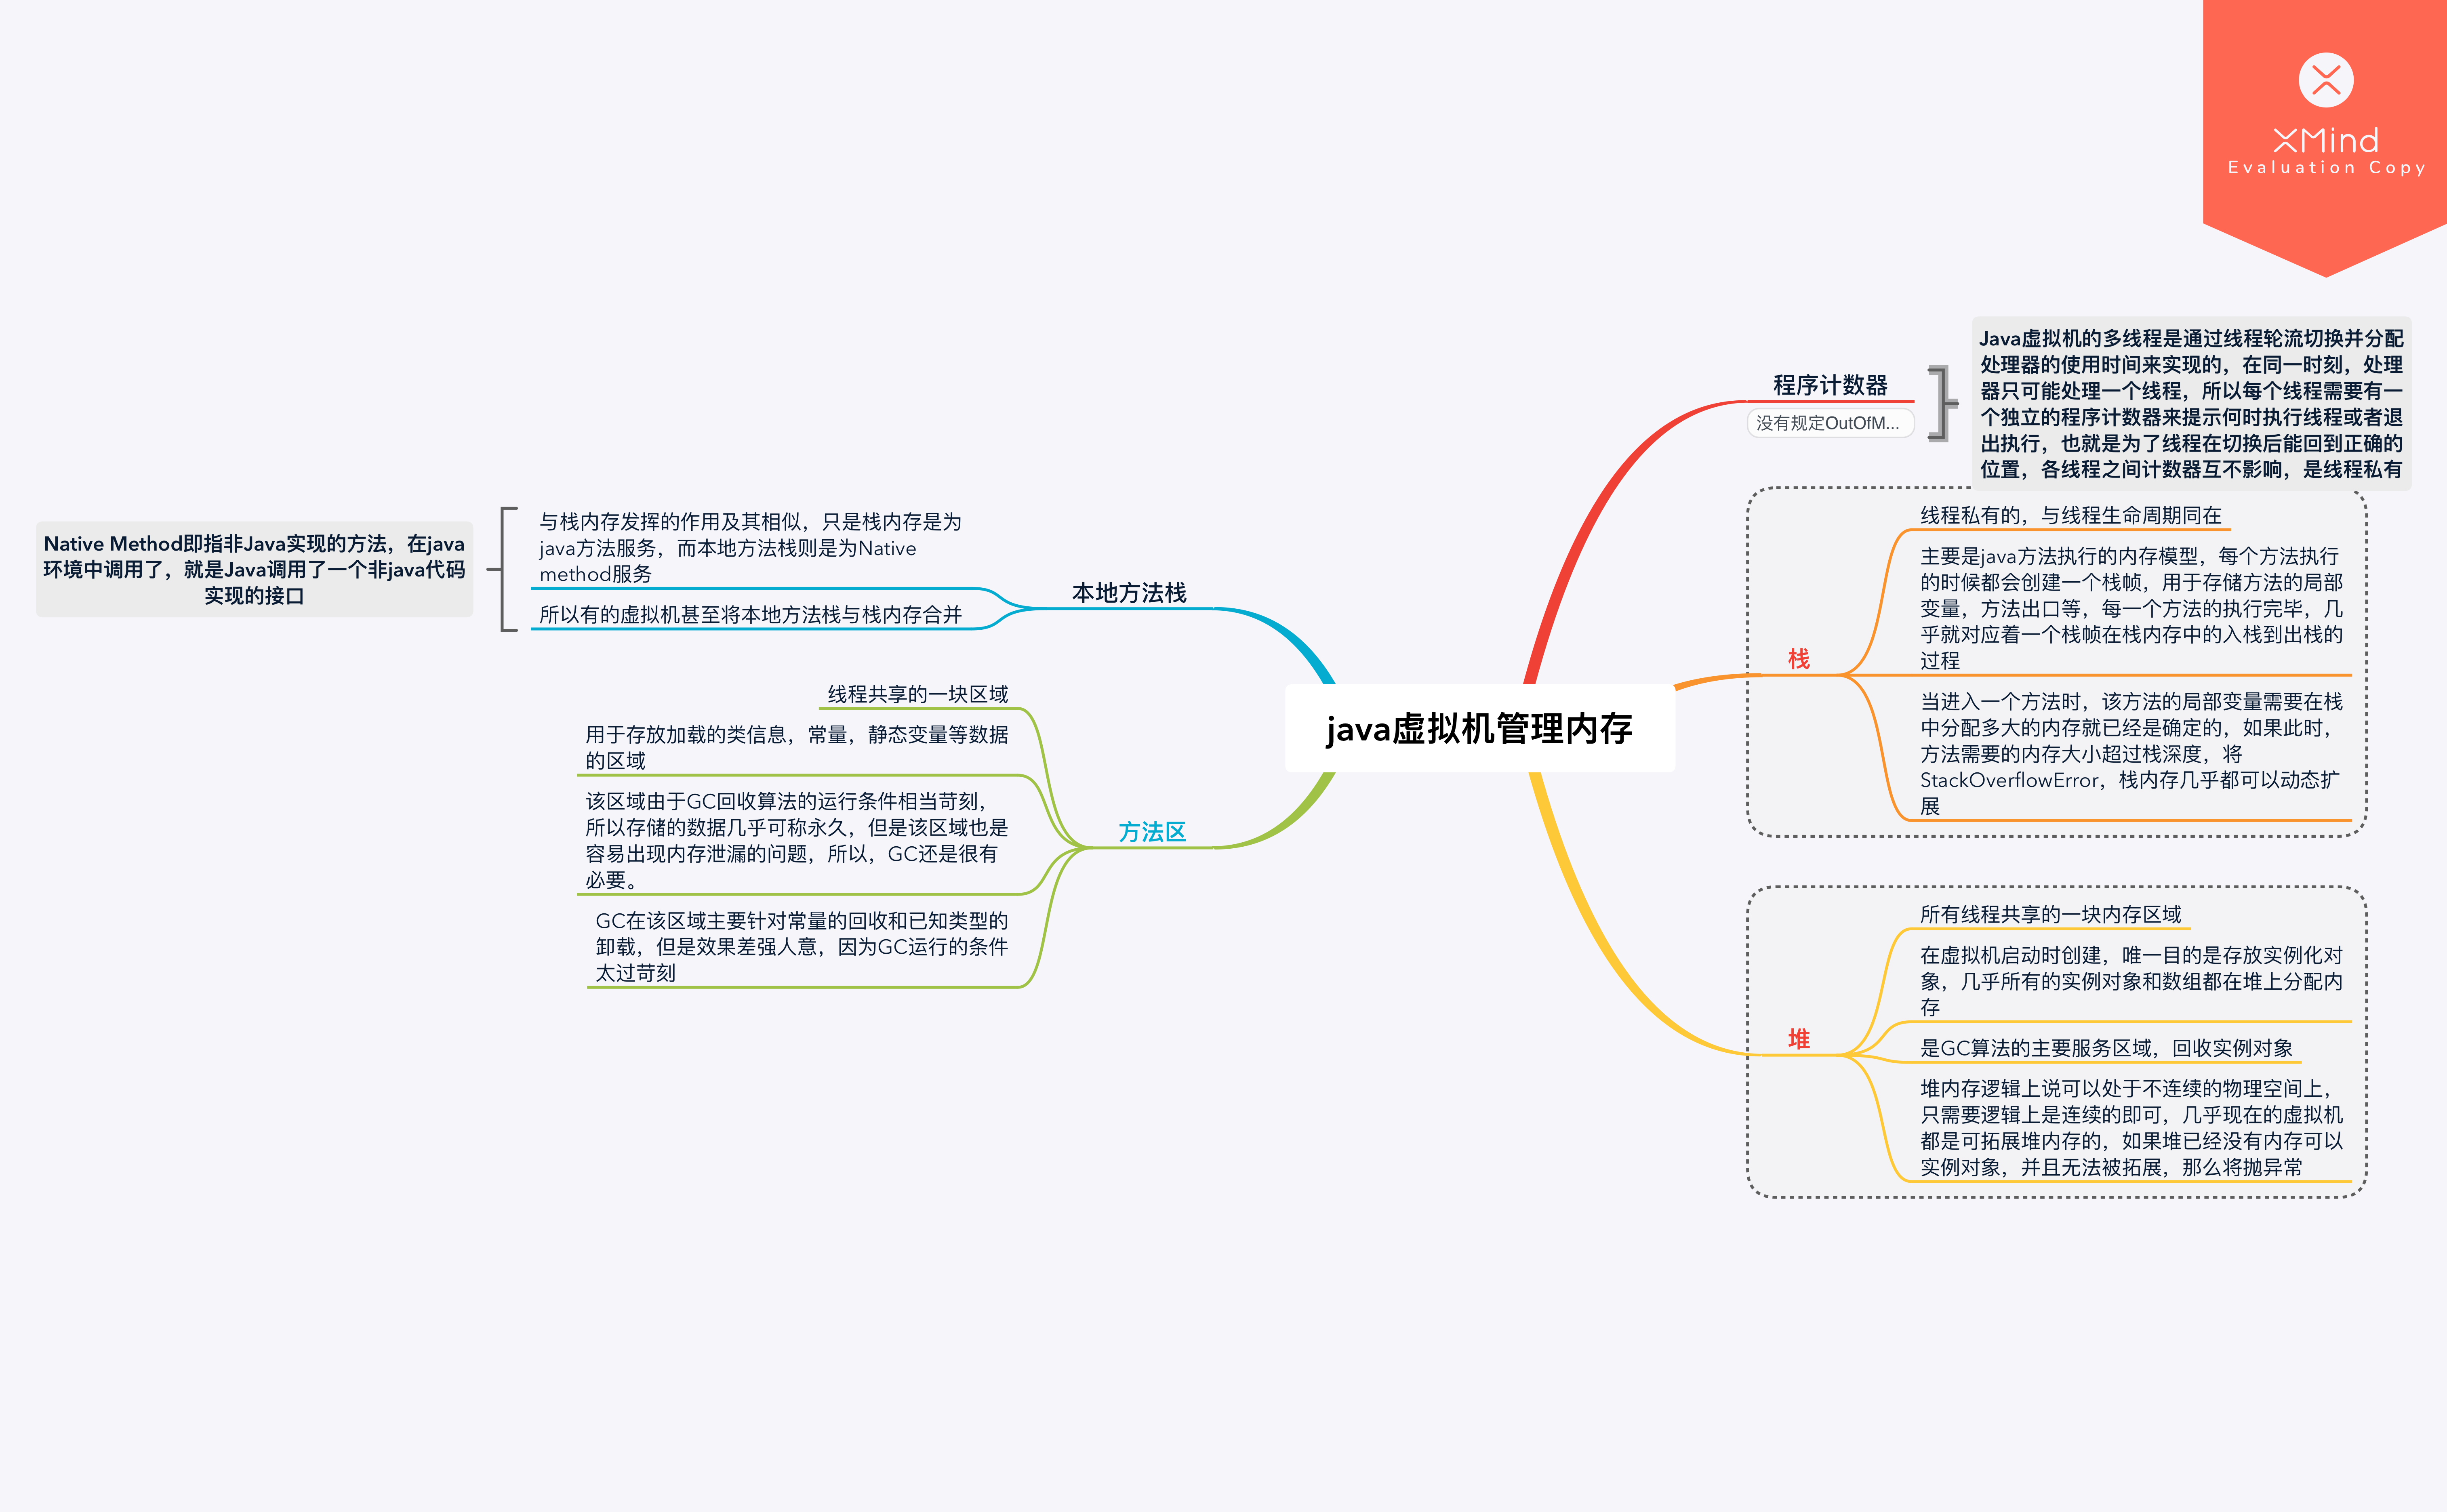 XMind
Evaluation Copy
java虚拟机管理内存
程序计数器
没有规定OutOfM...
Java虚拟机的多线程是通过线程轮流切换并分配
处理器的使用时间来实现的，在同一时刻，处理
器只可能处理一个线程，所以每个线程需要有一
个独立的程序计数器来提示何时执行线程或者退
出执行，也就是为了线程在切换后能回到正确的
位置，各线程之间计数器互不影响，是线程私有
栈
线程私有的，与线程生命周期同在
主要是java方法执行的内存模型，每个方法执行
的时候都会创建一个栈帧，用于存储方法的局部
变量，方法出口等，每一个方法的执行完毕，几
乎就对应着一个栈帧在栈内存中的入栈到出栈的
过程
当进入一个方法时，该方法的局部变量需要在栈
中分配多大的内存就已经是确定的，如果此时，
方法需要的内存大小超过栈深度，将
StackOverflowError，栈内存几乎都可以动态扩
展
堆
所有线程共享的一块内存区域
在虚拟机启动时创建，唯一目的是存放实例化对
象，几乎所有的实例对象和数组都在堆上分配内
存
是GC算法的主要服务区域，回收实例对象
堆内存逻辑上说可以处于不连续的物理空间上，
只需要逻辑上是连续的即可，几乎现在的虚拟机
都是可拓展堆内存的，如果堆已经没有内存可以
实例对象，并且无法被拓展，那么将抛异常
本地方法栈
与栈内存发挥的作用及其相似，只是栈内存是为
java方法服务，而本地方法栈则是为Native
method服务
所以有的虚拟机甚至将本地方法栈与栈内存合并
Native Method即指非Java实现的方法，在java
环境中调用了，就是Java调用了一个非java代码
实现的接口
方法区
线程共享的一块区域
用于存放加载的类信息，常量，静态变量等数据
的区域
该区域由于GC回收算法的运行条件相当苛刻，
所以存储的数据几乎可称永久，但是该区域也是
容易出现内存泄漏的问题，所以，GC还是很有
必要。
GC在该区域主要针对常量的回收和已知类型的
卸载，但是效果差强人意，因为GC运行的条件
太过苛刻